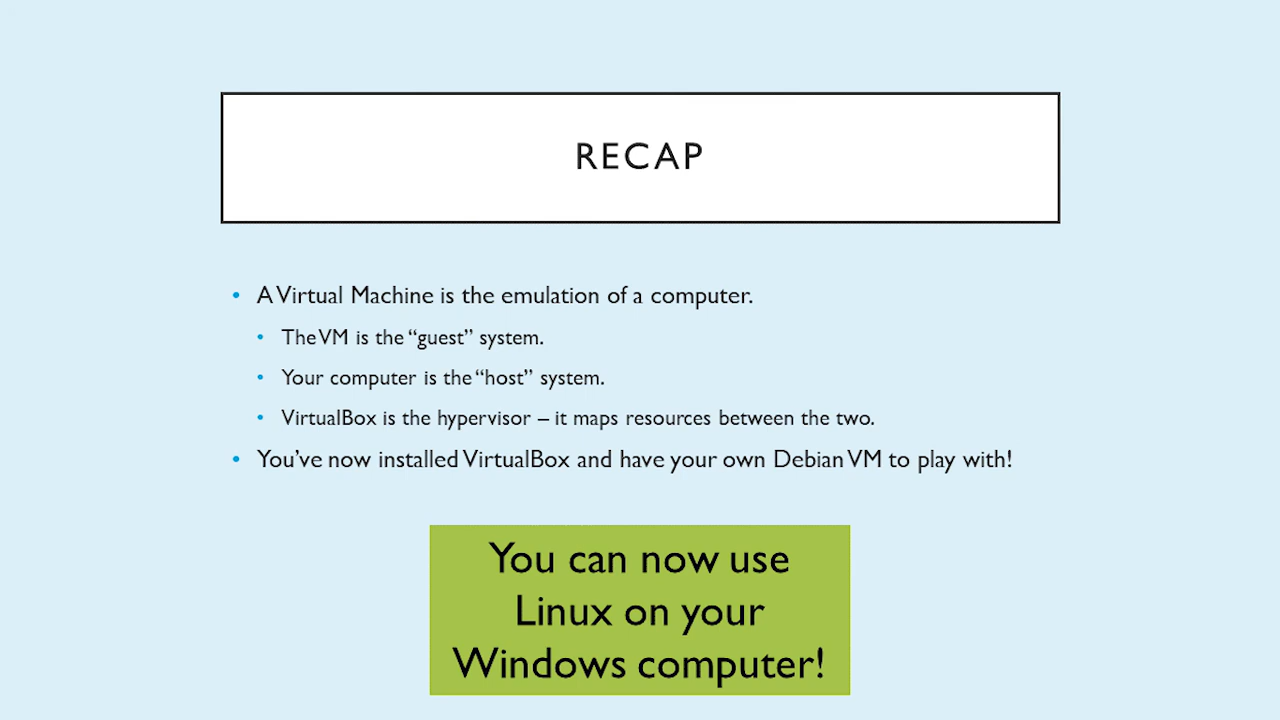 RECAP
• A Virtual Machine is the emulation of a computer.
• The VM is the “guest” system.
• Your computer is the “host” system.
• VirtualBox is the hypervisor – it maps resources between the two.
• You’ve now installed VirtualBox and have your own Debian VM to play with!
You can now use
Linux on your
Windows computer!